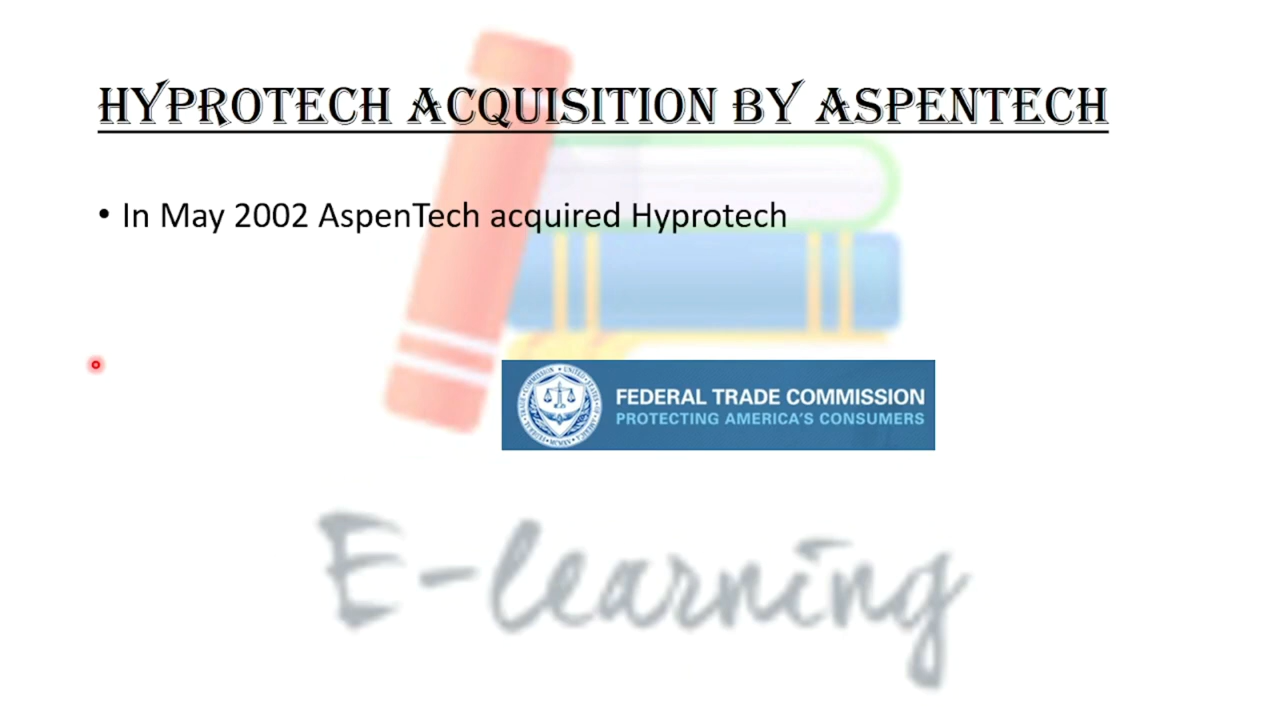 HYPROTECH ACQUISITION BY ASPENTECH
• In May 2002 AspenTech acquired Hyprotech
FEDERAL TRADE COMMISSION
PROTECTING AMERICA'S CONSUMERS
E-learning